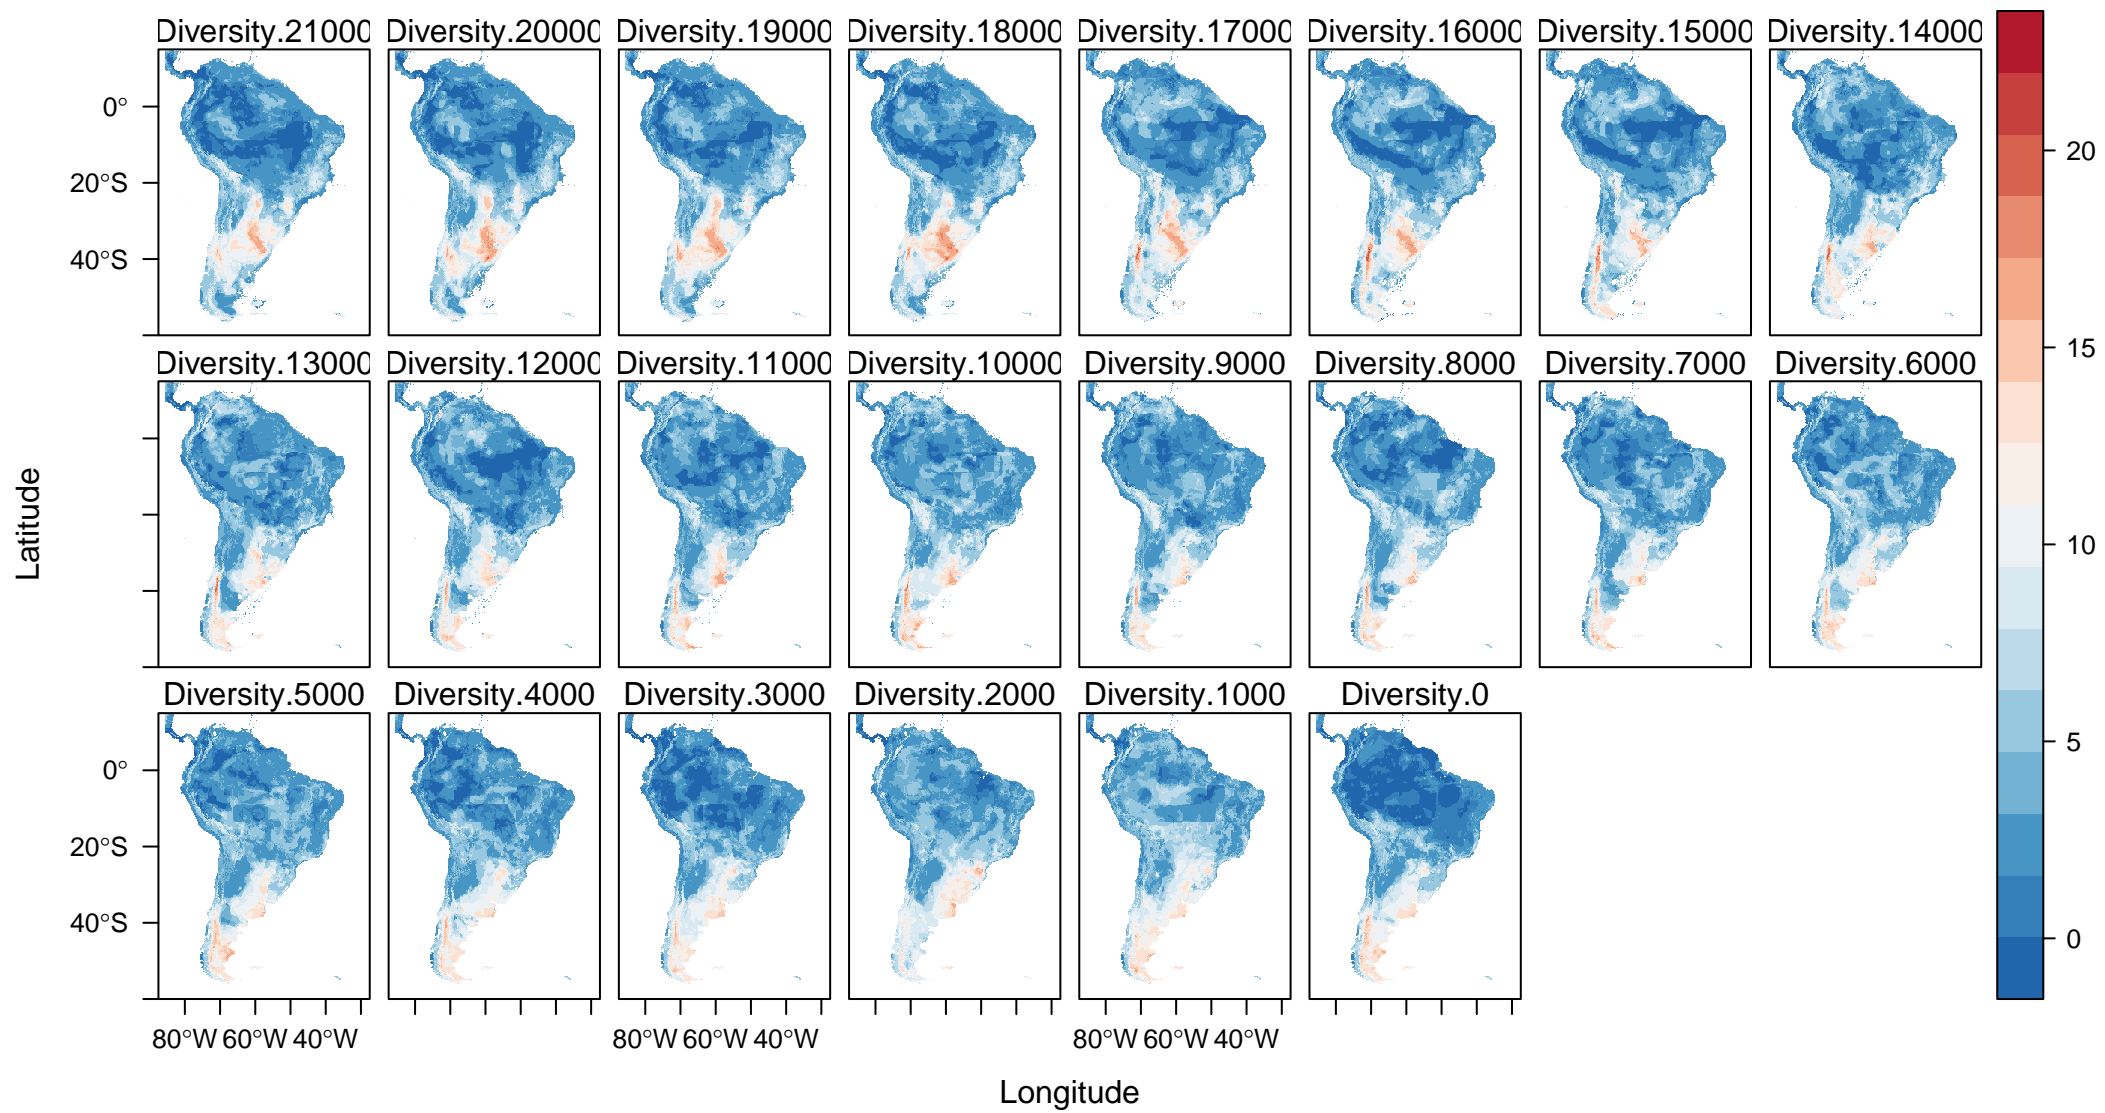 Diversity.21000 Diversity.20000 Diversity.19000 Diversity.18000 Diversity.17000 Diversity.16000 Diversity.15000 Diversity.14000
0°
20°S
40°S
20
15
10
5
0
Diversity.13000 Diversity.12000 Diversity.11000 Diversity.10000 Diversity.9000 Diversity.8000 Diversity.7000 Diversity.6000
Latitude
Diversity.5000 Diversity.4000 Diversity.3000 Diversity.2000 Diversity.1000 Diversity.0
0°
20°S
40°S
80°W 60°W 40°W 80°W 60°W 40°W 80°W 60°W 40°W
Longitude